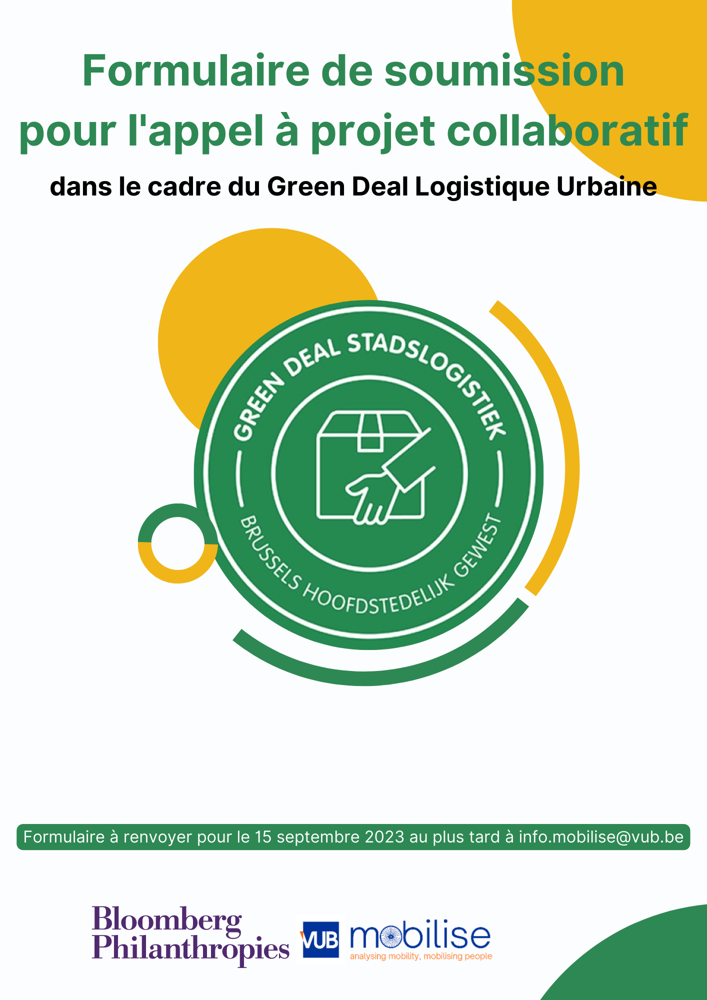 Formulaire de soumission
pour l'appel à projet collaboratif
dans le cadre du Green Deal Logistique Urbaine
GREEN DEAL STADSLOGISTIEK
BRUSSELS HOOFDSTEDELIJK GEWEST
Formulaire à renvoyer pour le 15 septembre 2023 au plus tard à info.mobilise@vub.be
Bloomberg
Philanthropies
VUB mobilise
analysing mobility, mobilising people